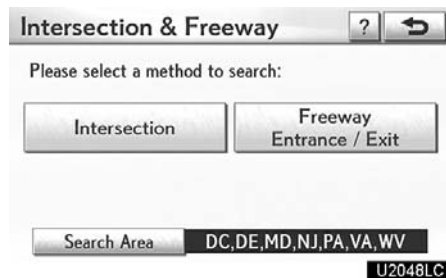 Intersection & Freeway ?
Please select a method to search:
Intersection
Freeway
Entrance / Exit
Search Area DC,DE,MD,NJ,PA,VA,WV
U2048LC